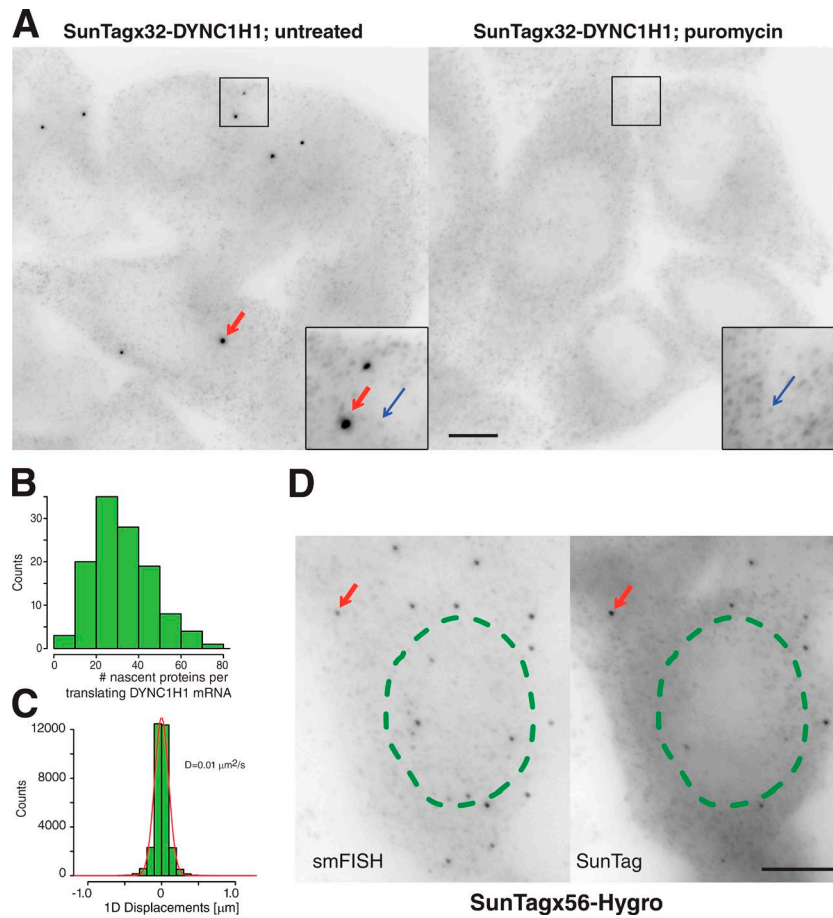 A
SunTagx32-DYNC1H1; untreated
SunTagx32-DYNC1H1; puromycin
B
Counts
30
20
10
0
0 20 40 60 80
# nascent proteins per
translating DYNC1H1 mRNA
C
Counts
12000
8000
4000
0
D=0.01 μm²/s
-1.0 0 1.0
1D Displacements [μm]
D
smFISH
SunTag
SunTagx56-Hygro